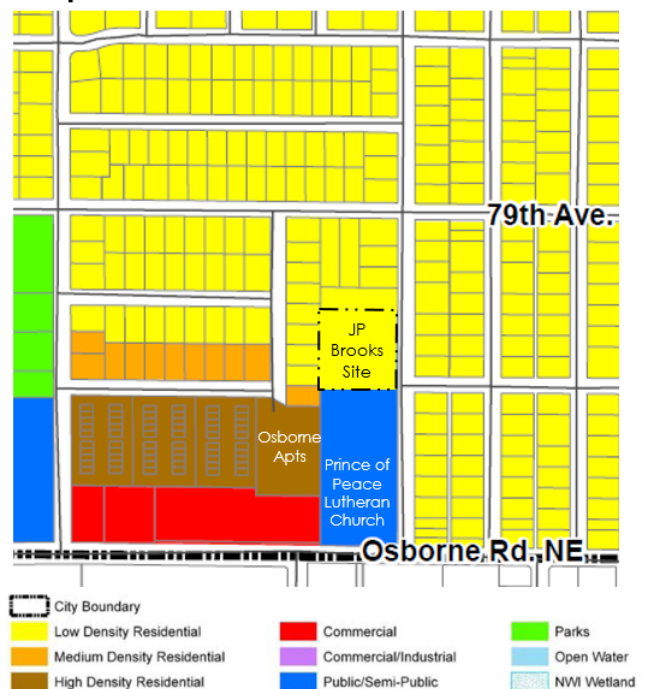 79th Ave.
JP
Brooks
Site
Osborne
Apts
Prince of
Peace
Lutheran
Church
Osborne Rd. NE
City Boundary
Low Density Residential
Commercial
Parks
Medium Density Residential
Commercial/Industrial
Open Water
High Density Residential
Public/Semi-Public
NWI Wetland